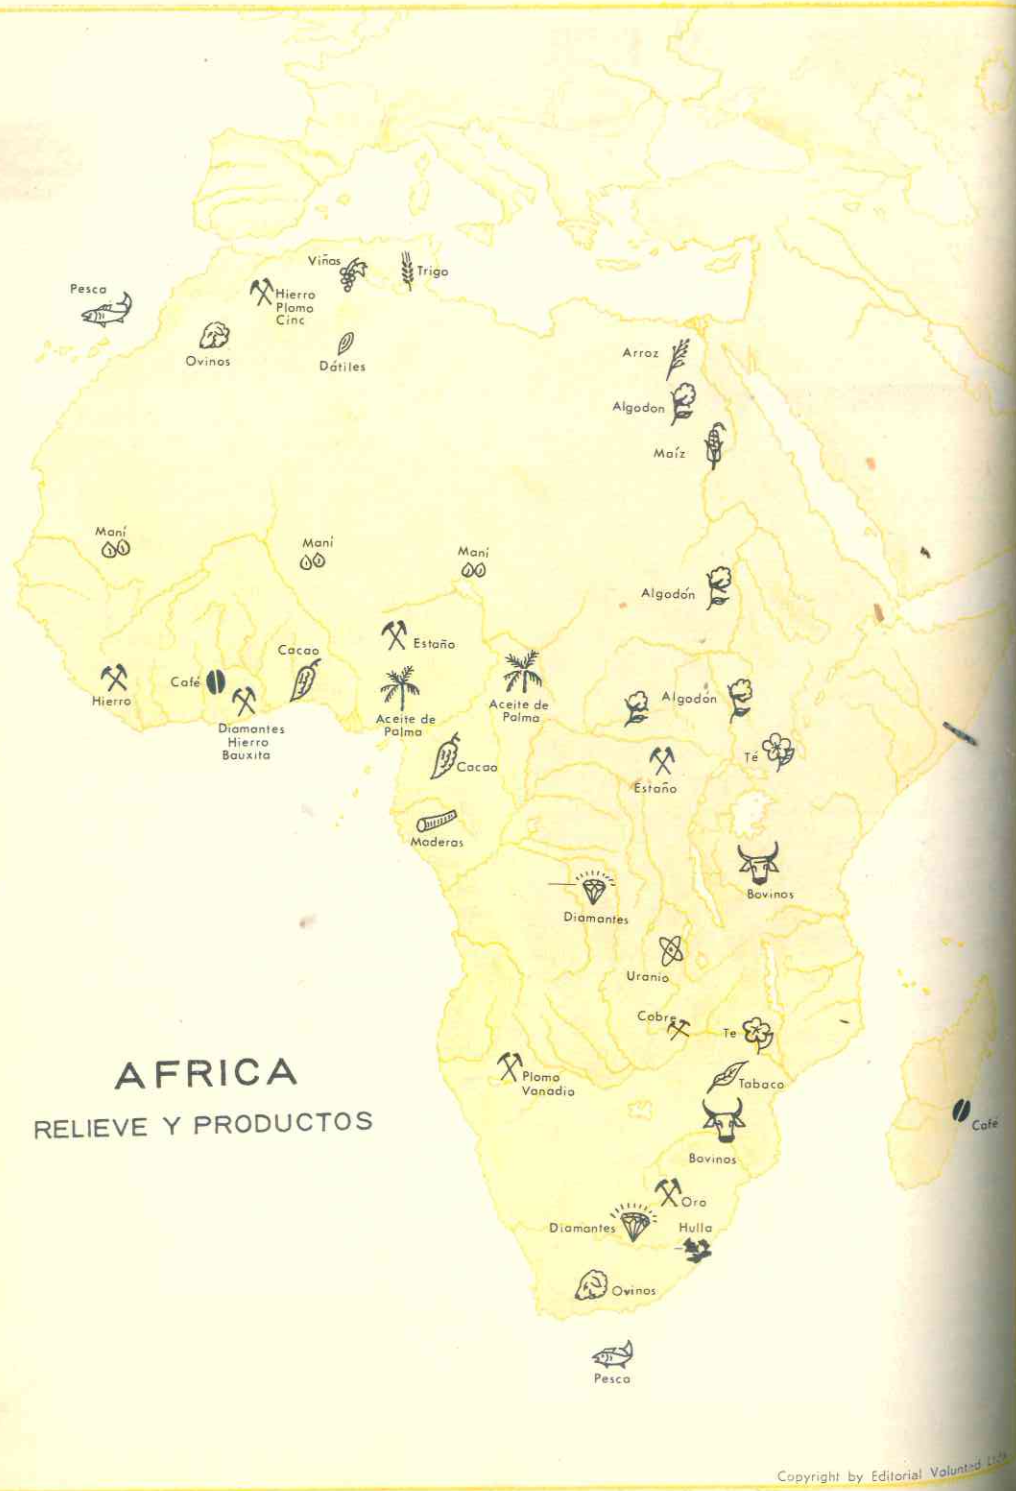 Viñas
Trigo
Pesca
Hierro
Plomo
Cinc
Ovinos
Dátiles
Arroz
Algodon
Maíz
Maní
Maní
Maní
Algodón
Estaño
Cacao
Café
Hierro
Diamantes
Hierro
Bauxita
Aceite de
Palma
Aceite de
Palma
Algodón
Cacao
Té
Estaño
Maderas
Bovinos
Diamantes
Uranio
Cobre
Te
AFRICA
RELIEVE Y PRODUCTOS
Plomo
Vanadio
Tabaco
Café
Bovinos
Oro
Diamantes
Hulla
Ovinos
Pesca
Copyright by Editorial Voluntad Ltda.